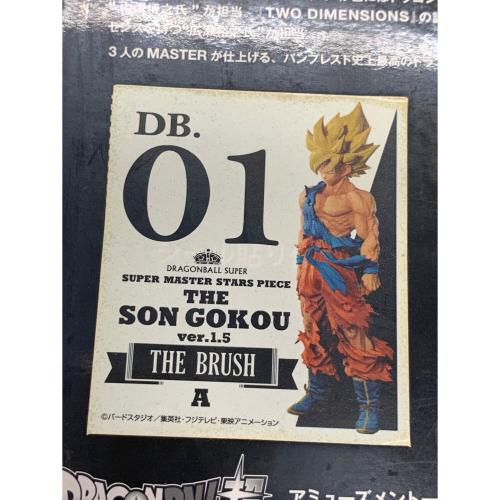 TWO DIMENSIONS」の
3人のMASTERが仕上げる、バンプレスト史上最高のドラ
DB.
01
DRAGONBALL SUPER
SUPER MASTER STARS PIECE
THE
SON GOKOU
ver.1.5
THE BRUSH
A
©バードスタジオ／集英社・フジテレビ・東映アニメーション
DRAGONBALL超
アミューズメント